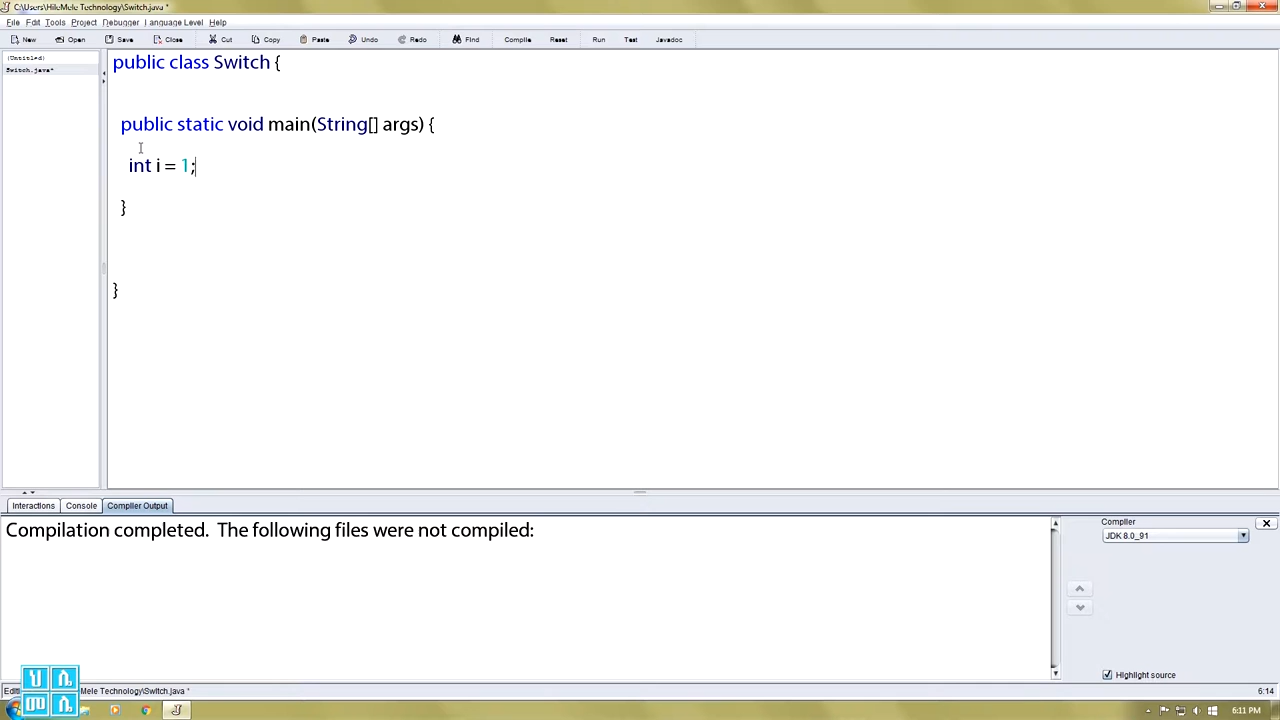 C:\Users\HileMele Technology\Switch.java *
File Edit Tools Project Debugger Language Level Help
New Open Save Close Cut Copy Paste Undo Redo Find Compile Reset Run Test Javadoc
(Untitled)
Switch.java*
public class Switch {
public static void main(String[] args) {
int i = 1;
}
}
Interactions Console Compiler Output
Compilation completed.  The following files were not compiled:
Compiler
JDK 8.0_91
Highlight source
ህ ሲ
መ ሲ
Mele Technology\Switch.java *
6:14
6:11 PM